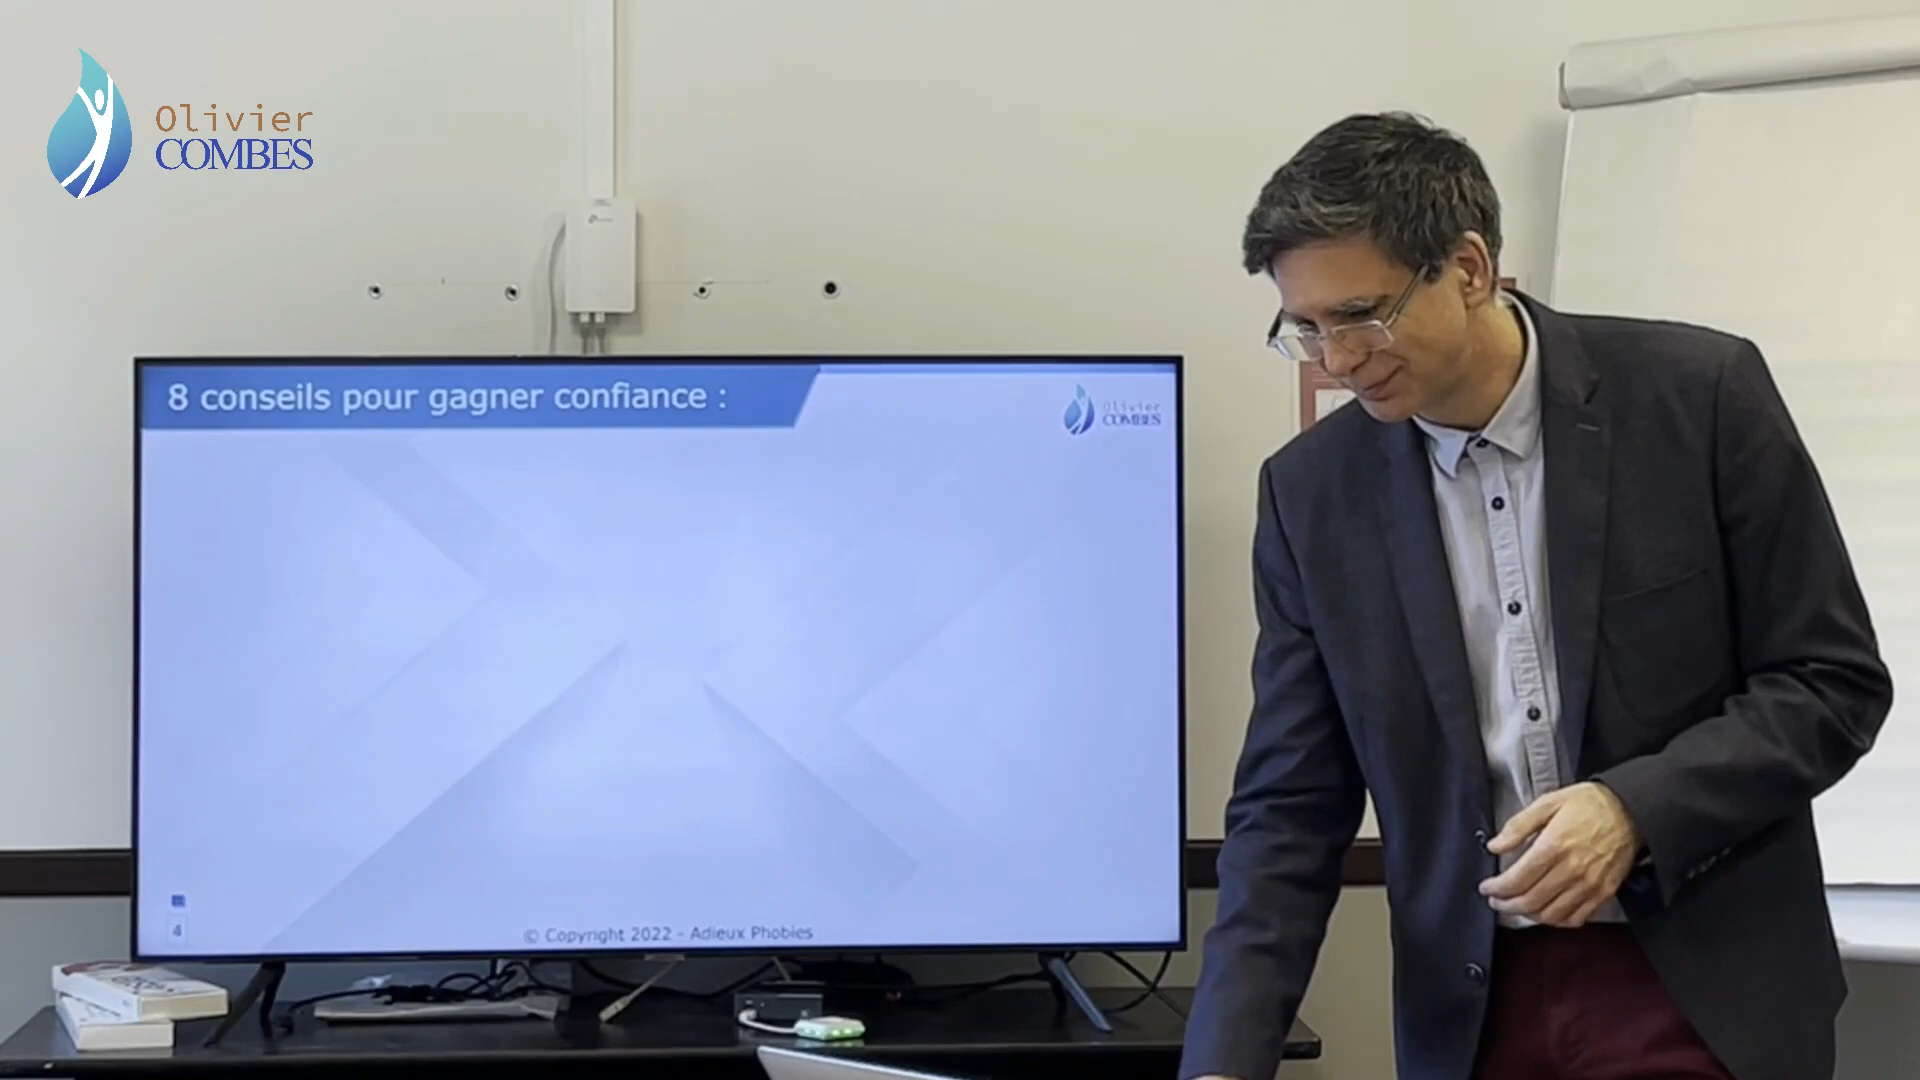 Olivier
COMBES
8 conseils pour gagner confiance :
Olivier
COMBES
4
© Copyright 2022 - Adieux Phobies